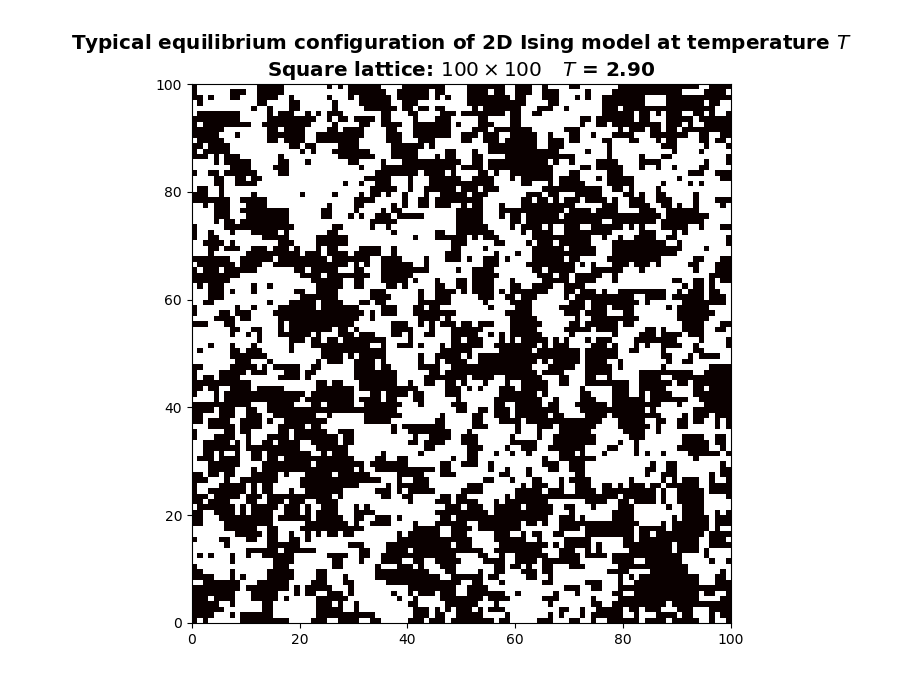 Typical equilibrium configuration of 2D Ising model at temperature T
Square lattice: 100 × 100 T = 2.90
100
80
60
40
20
0
0 20 40 60 80 100